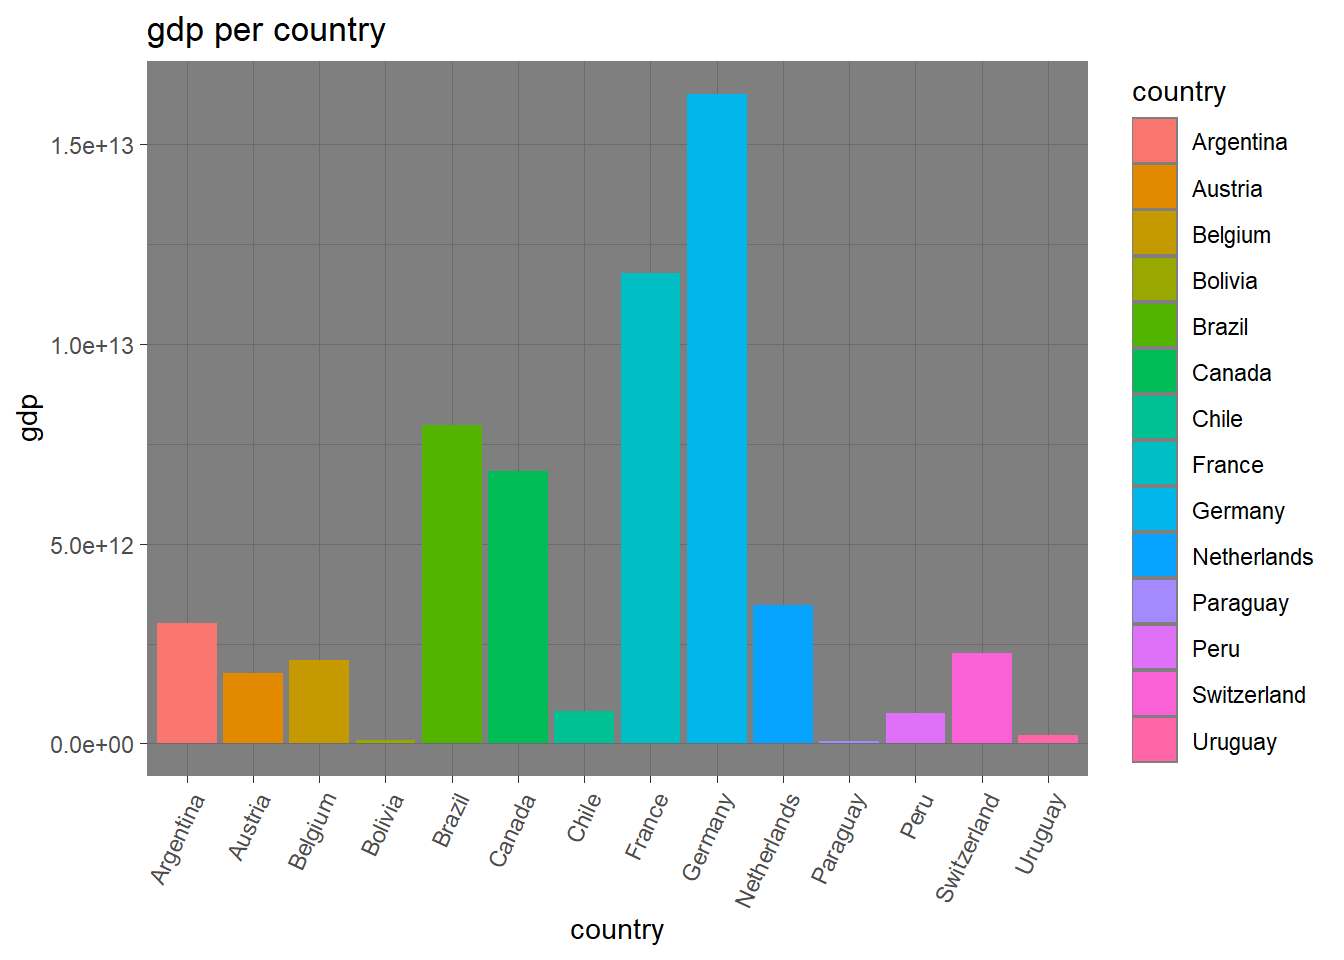 gdp per country
gdp
1.5e+13
1.0e+13
5.0e+12
0.0e+00
Argentina
Austria
Belgium
Bolivia
Brazil
Canada
Chile
France
Germany
Netherlands
Paraguay
Peru
Switzerland
Uruguay
country
country
Argentina
Austria
Belgium
Bolivia
Brazil
Canada
Chile
France
Germany
Netherlands
Paraguay
Peru
Switzerland
Uruguay